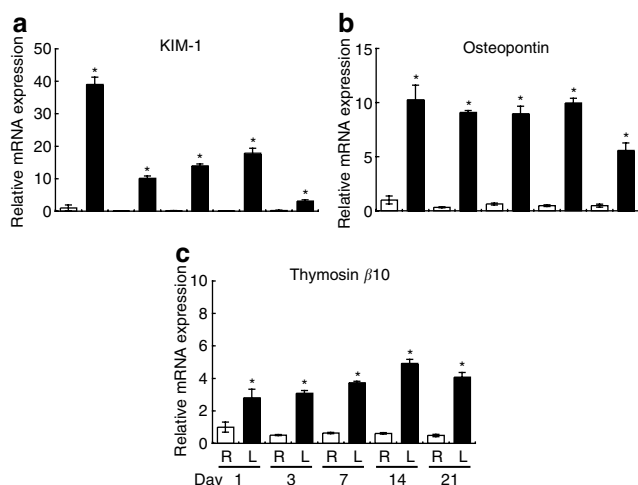 a
KIM-1
Relative mRNA expression
50
40
30
20
10
0
* * * * *
b
Osteopontin
Relative mRNA expression
15
10
5
0
* * * * *
c
Thymosin β10
Relative mRNA expression
10
8
6
4
2
0
* * * * *
R L R L R L R L R L
Day 1 3 7 14 21